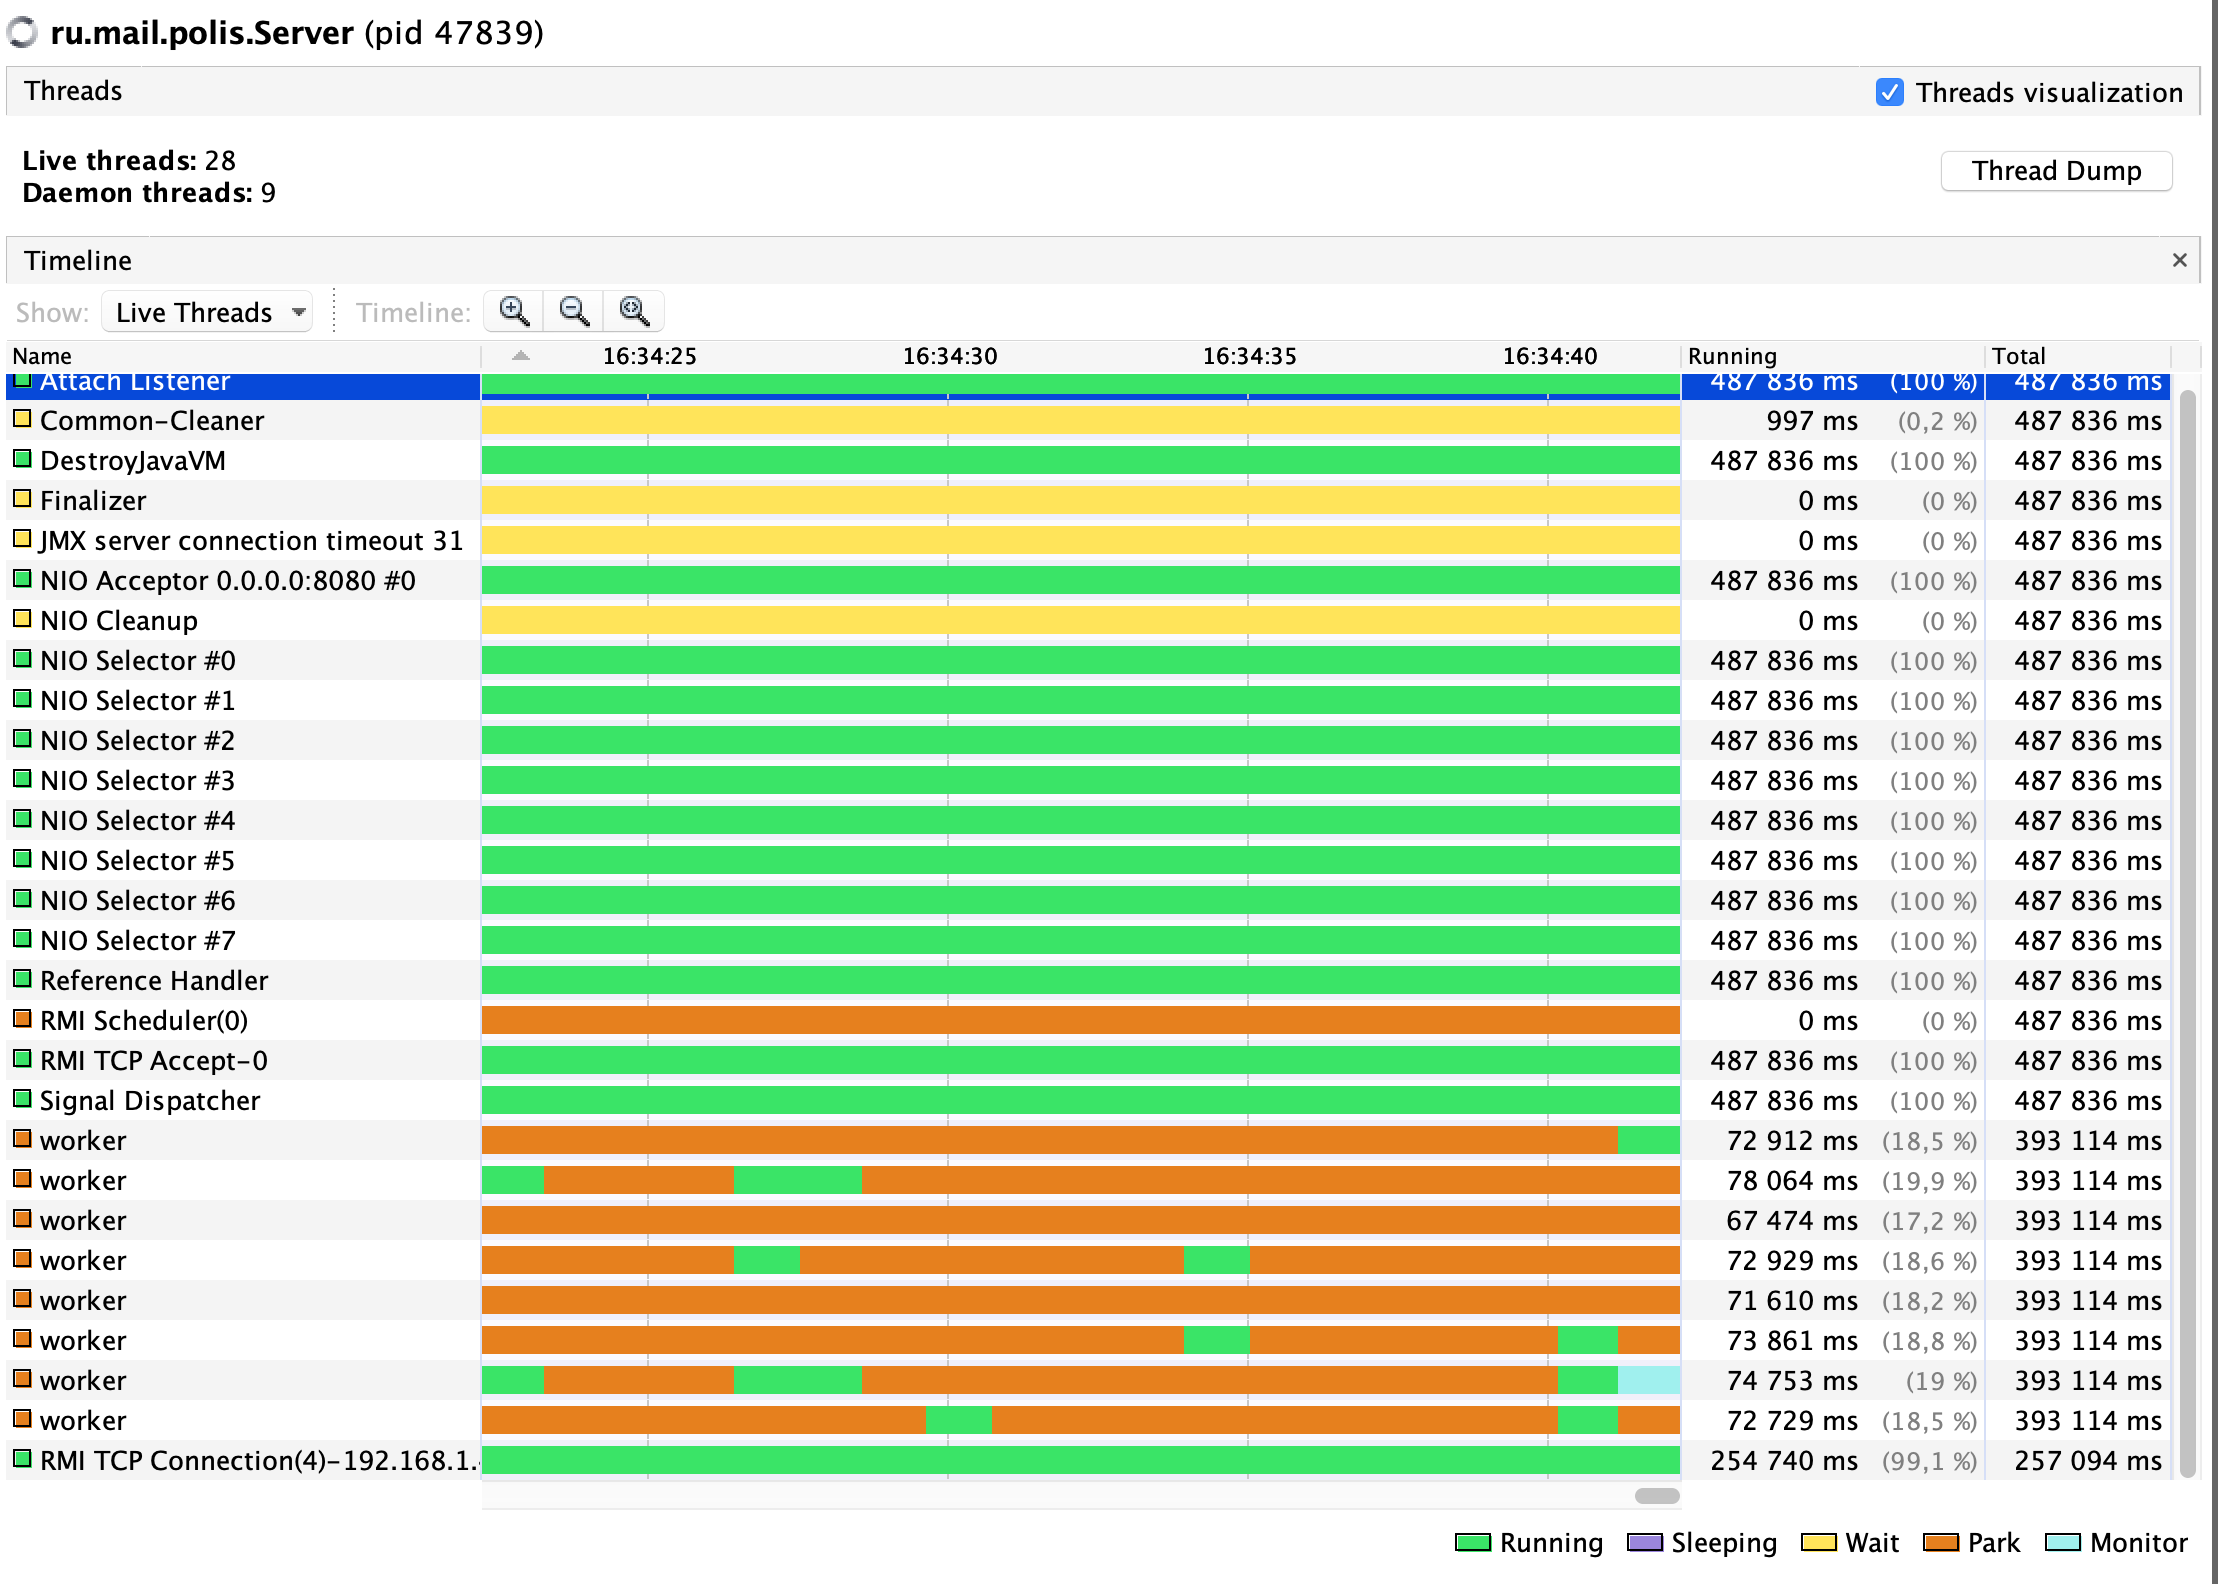 ru.mail.polis.Server (pid 47839)
Threads
Threads visualization
Live threads: 28
Daemon threads: 9
Thread Dump
Timeline
Show: Live Threads Timeline:
Name 16:34:25 16:34:30 16:34:35 16:34:40 Running Total
Attach Listener 487 836 ms (100 %) 487 836 ms
Common-Cleaner 997 ms (0,2 %) 487 836 ms
DestroyJavaVM 487 836 ms (100 %) 487 836 ms
Finalizer 0 ms (0 %) 487 836 ms
JMX server connection timeout 31 0 ms (0 %) 487 836 ms
NIO Acceptor 0.0.0.0:8080 #0 487 836 ms (100 %) 487 836 ms
NIO Cleanup 0 ms (0 %) 487 836 ms
NIO Selector #0 487 836 ms (100 %) 487 836 ms
NIO Selector #1 487 836 ms (100 %) 487 836 ms
NIO Selector #2 487 836 ms (100 %) 487 836 ms
NIO Selector #3 487 836 ms (100 %) 487 836 ms
NIO Selector #4 487 836 ms (100 %) 487 836 ms
NIO Selector #5 487 836 ms (100 %) 487 836 ms
NIO Selector #6 487 836 ms (100 %) 487 836 ms
NIO Selector #7 487 836 ms (100 %) 487 836 ms
Reference Handler 487 836 ms (100 %) 487 836 ms
RMI Scheduler(0) 0 ms (0 %) 487 836 ms
RMI TCP Accept-0 487 836 ms (100 %) 487 836 ms
Signal Dispatcher 487 836 ms (100 %) 487 836 ms
worker 72 912 ms (18,5 %) 393 114 ms
worker 78 064 ms (19,9 %) 393 114 ms
worker 67 474 ms (17,2 %) 393 114 ms
worker 72 929 ms (18,6 %) 393 114 ms
worker 71 610 ms (18,2 %) 393 114 ms
worker 73 861 ms (18,8 %) 393 114 ms
worker 74 753 ms (19 %) 393 114 ms
worker 72 729 ms (18,5 %) 393 114 ms
RMI TCP Connection(4)-192.168.1. 254 740 ms (99,1 %) 257 094 ms
Running Sleeping Wait Park Monitor